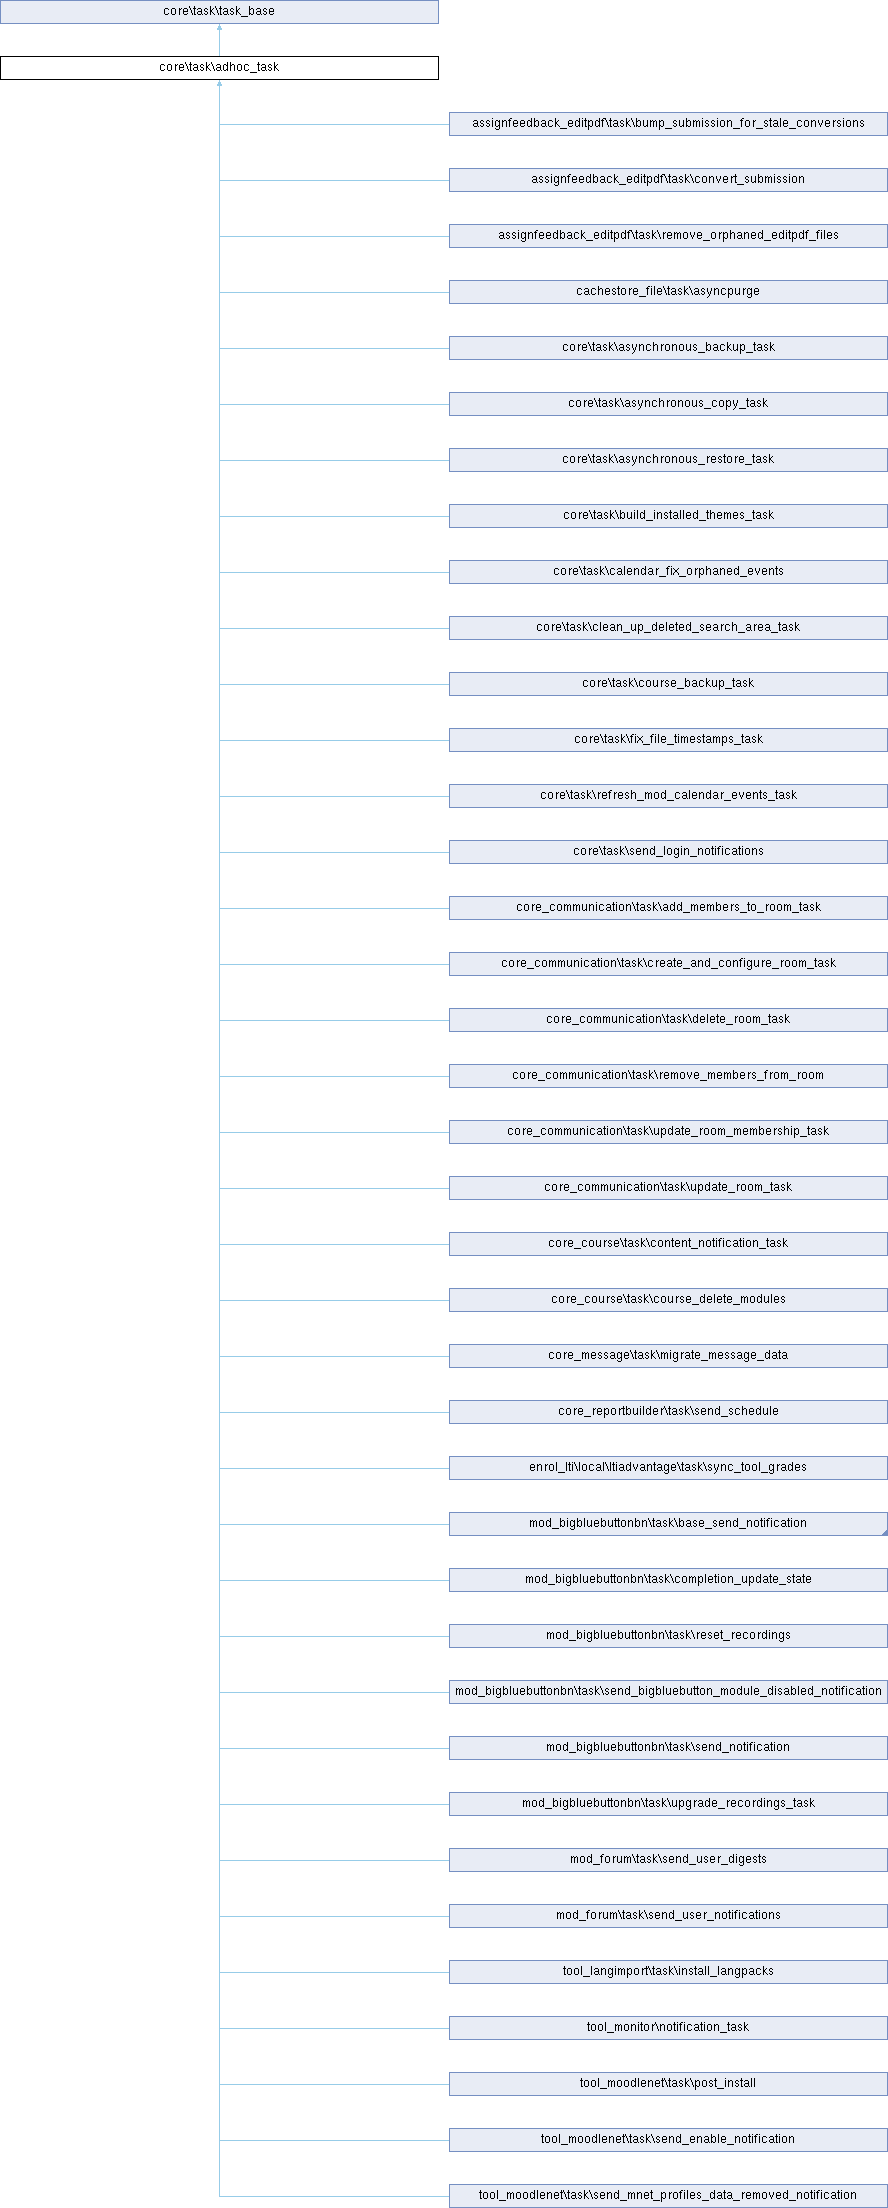 core\task\task_base
core\task\adhoc_task
assignfeedback_editpdf\task\bump_submission_for_stale_conversions
assignfeedback_editpdf\task\convert_submission
assignfeedback_editpdf\task\remove_orphaned_editpdf_files
cachestore_file\task\asyncpurge
core\task\asynchronous_backup_task
core\task\asynchronous_copy_task
core\task\asynchronous_restore_task
core\task\build_installed_themes_task
core\task\calendar_fix_orphaned_events
core\task\clean_up_deleted_search_area_task
core\task\course_backup_task
core\task\fix_file_timestamps_task
core\task\refresh_mod_calendar_events_task
core\task\send_login_notifications
core_communication\task\add_members_to_room_task
core_communication\task\create_and_configure_room_task
core_communication\task\delete_room_task
core_communication\task\remove_members_from_room
core_communication\task\update_room_membership_task
core_communication\task\update_room_task
core_course\task\content_notification_task
core_course\task\course_delete_modules
core_message\task\migrate_message_data
core_reportbuilder\task\send_schedule
enrol_lti\local\ltiadvantage\task\sync_tool_grades
mod_bigbluebuttonbn\task\base_send_notification
mod_bigbluebuttonbn\task\completion_update_state
mod_bigbluebuttonbn\task\reset_recordings
mod_bigbluebuttonbn\task\send_bigbluebutton_module_disabled_notification
mod_bigbluebuttonbn\task\send_notification
mod_bigbluebuttonbn\task\upgrade_recordings_task
mod_forum\task\send_user_digests
mod_forum\task\send_user_notifications
tool_langimport\task\install_langpacks
tool_monitor\notification_task
tool_moodlenet\task\post_install
tool_moodlenet\task\send_enable_notification
tool_moodlenet\task\send_mnet_profiles_data_removed_notification